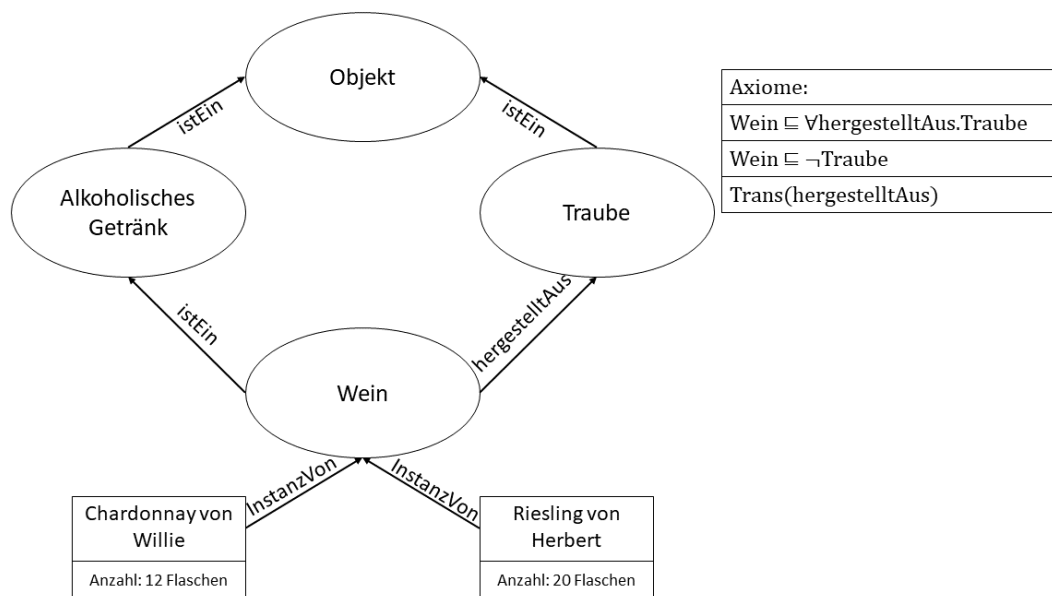 Objekt
istEin
istEin
Axiome:
Wein ⊑ ∀hergestelltAus.Traube
Wein ⊑ ¬Traube
Trans(hergestelltAus)
Alkoholisches
Getränk
Traube
istEin
hergestelltAus
Wein
InstanzVon
InstanzVon
Chardonnay von
Willie
Anzahl: 12 Flaschen
Riesling von
Herbert
Anzahl: 20 Flaschen